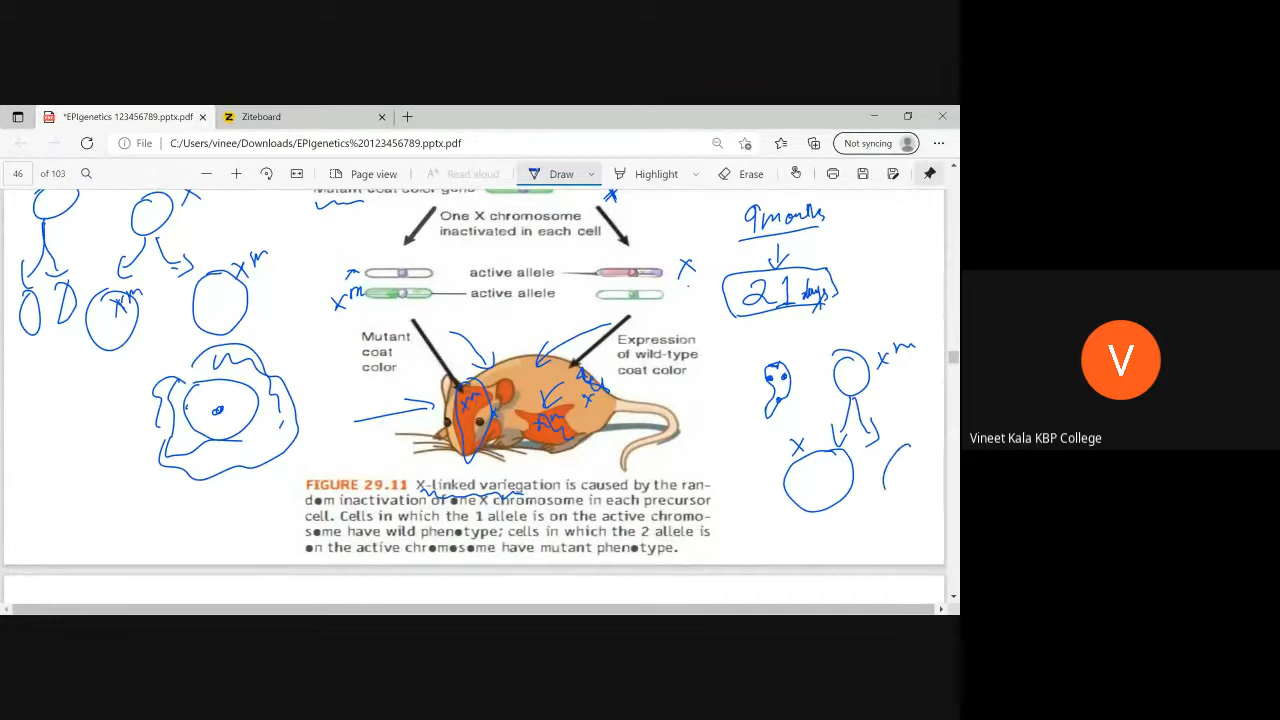 *EPIgenetics 123456789.pptx.pdf
Ziteboard
File
C:/Users/vinee/Downloads/EPIgenetics%20123456789.pptx.pdf
Not syncing
46 of 103
Page view
Read aloud
Draw
Highlight
Erase
Mutant coat color gene
One X chromosome
inactivated in each cell
active allele
active allele
Mutant
coat
color
Expression
of wild-type
coat color
FIGURE 29.11 X-linked variegation is caused by the ran-
dom inactivation of one X chromosome in each precursor
cell. Cells in which the 1 allele is on the active chromo-
some have wild phenotype; cells in which the 2 allele is
on the active chromosome have mutant phenotype.
X
X^m
X^m
X^m
X
9 months
21 days
X^m
X
X^m
x
X^m
x
V
Vineet Kala KBP College